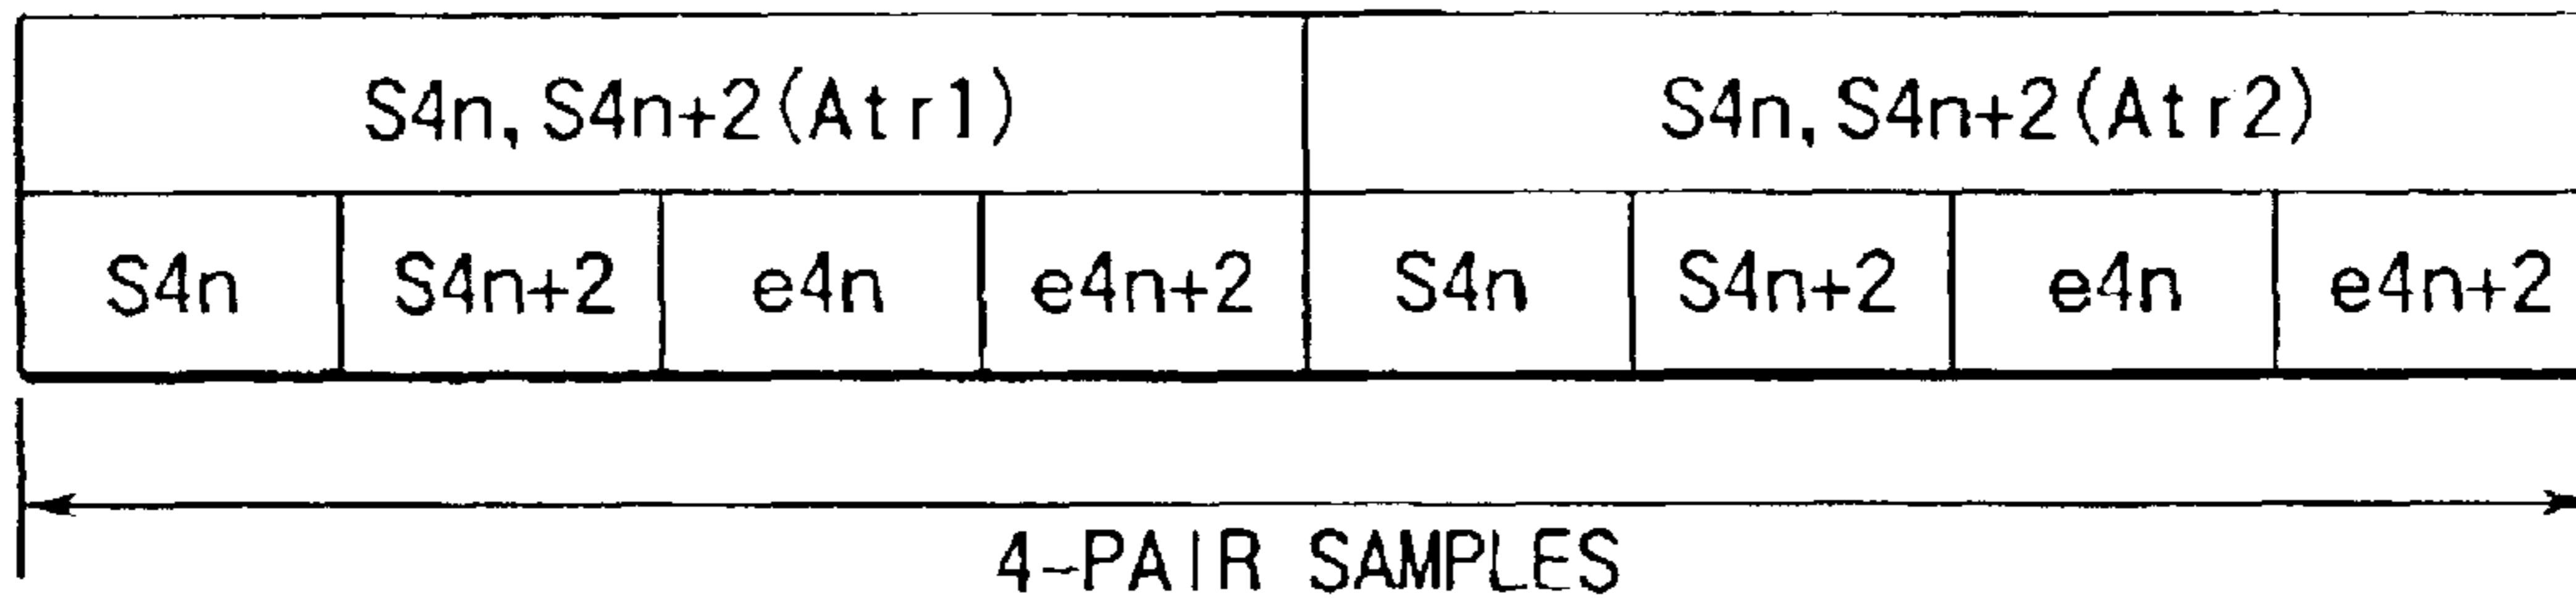 S4n, S4n+2(Atr1) S4n, S4n+2(Atr2)
S4n S4n+2 e4n e4n+2 S4n S4n+2 e4n e4n+2
4-PAIR SAMPLES